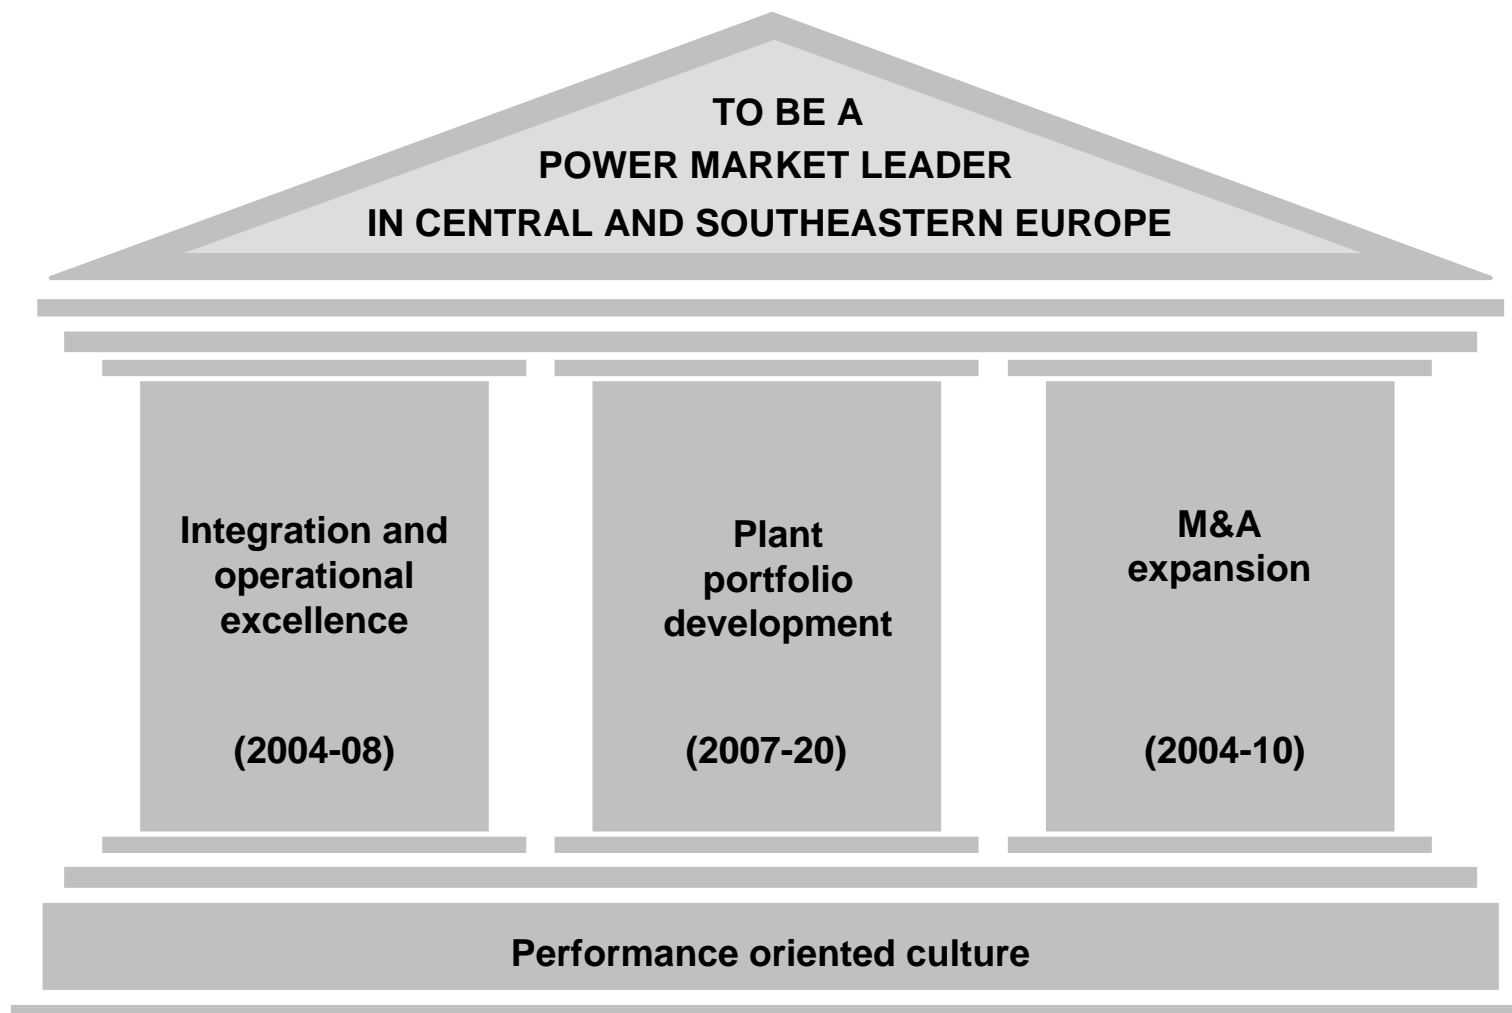 TO BE A
POWER MARKET LEADER
IN CENTRAL AND SOUTHEASTERN EUROPE
Integration and
operational
excellence
(2004-08)
Plant
portfolio
development
(2007-20)
M&A
expansion
(2004-10)
Performance oriented culture